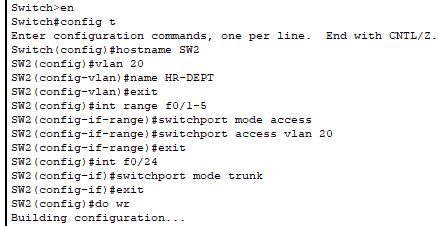 Switch>en
Switch#config t
Enter configuration commands, one per line.  End with CNTL/Z.
Switch(config)#hostname SW2
SW2(config)#vlan 20
SW2(config-vlan)#name HR-DEPT
SW2(config-vlan)#exit
SW2(config)#int range f0/1-5
SW2(config-if-range)#switchport mode access
SW2(config-if-range)#switchport access vlan 20
SW2(config-if-range)#exit
SW2(config)#int f0/24
SW2(config-if)#switchport mode trunk
SW2(config-if)#exit
SW2(config)#do wr
Building configuration...